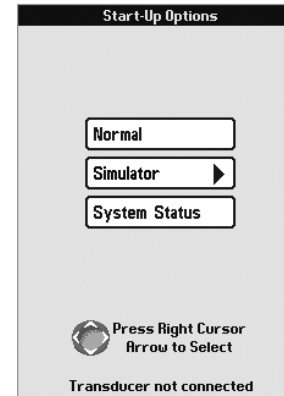 Start-Up Options
Normal
Simulator
System Status
Press Right Cursor
Arrow to Select
Transducer not connected